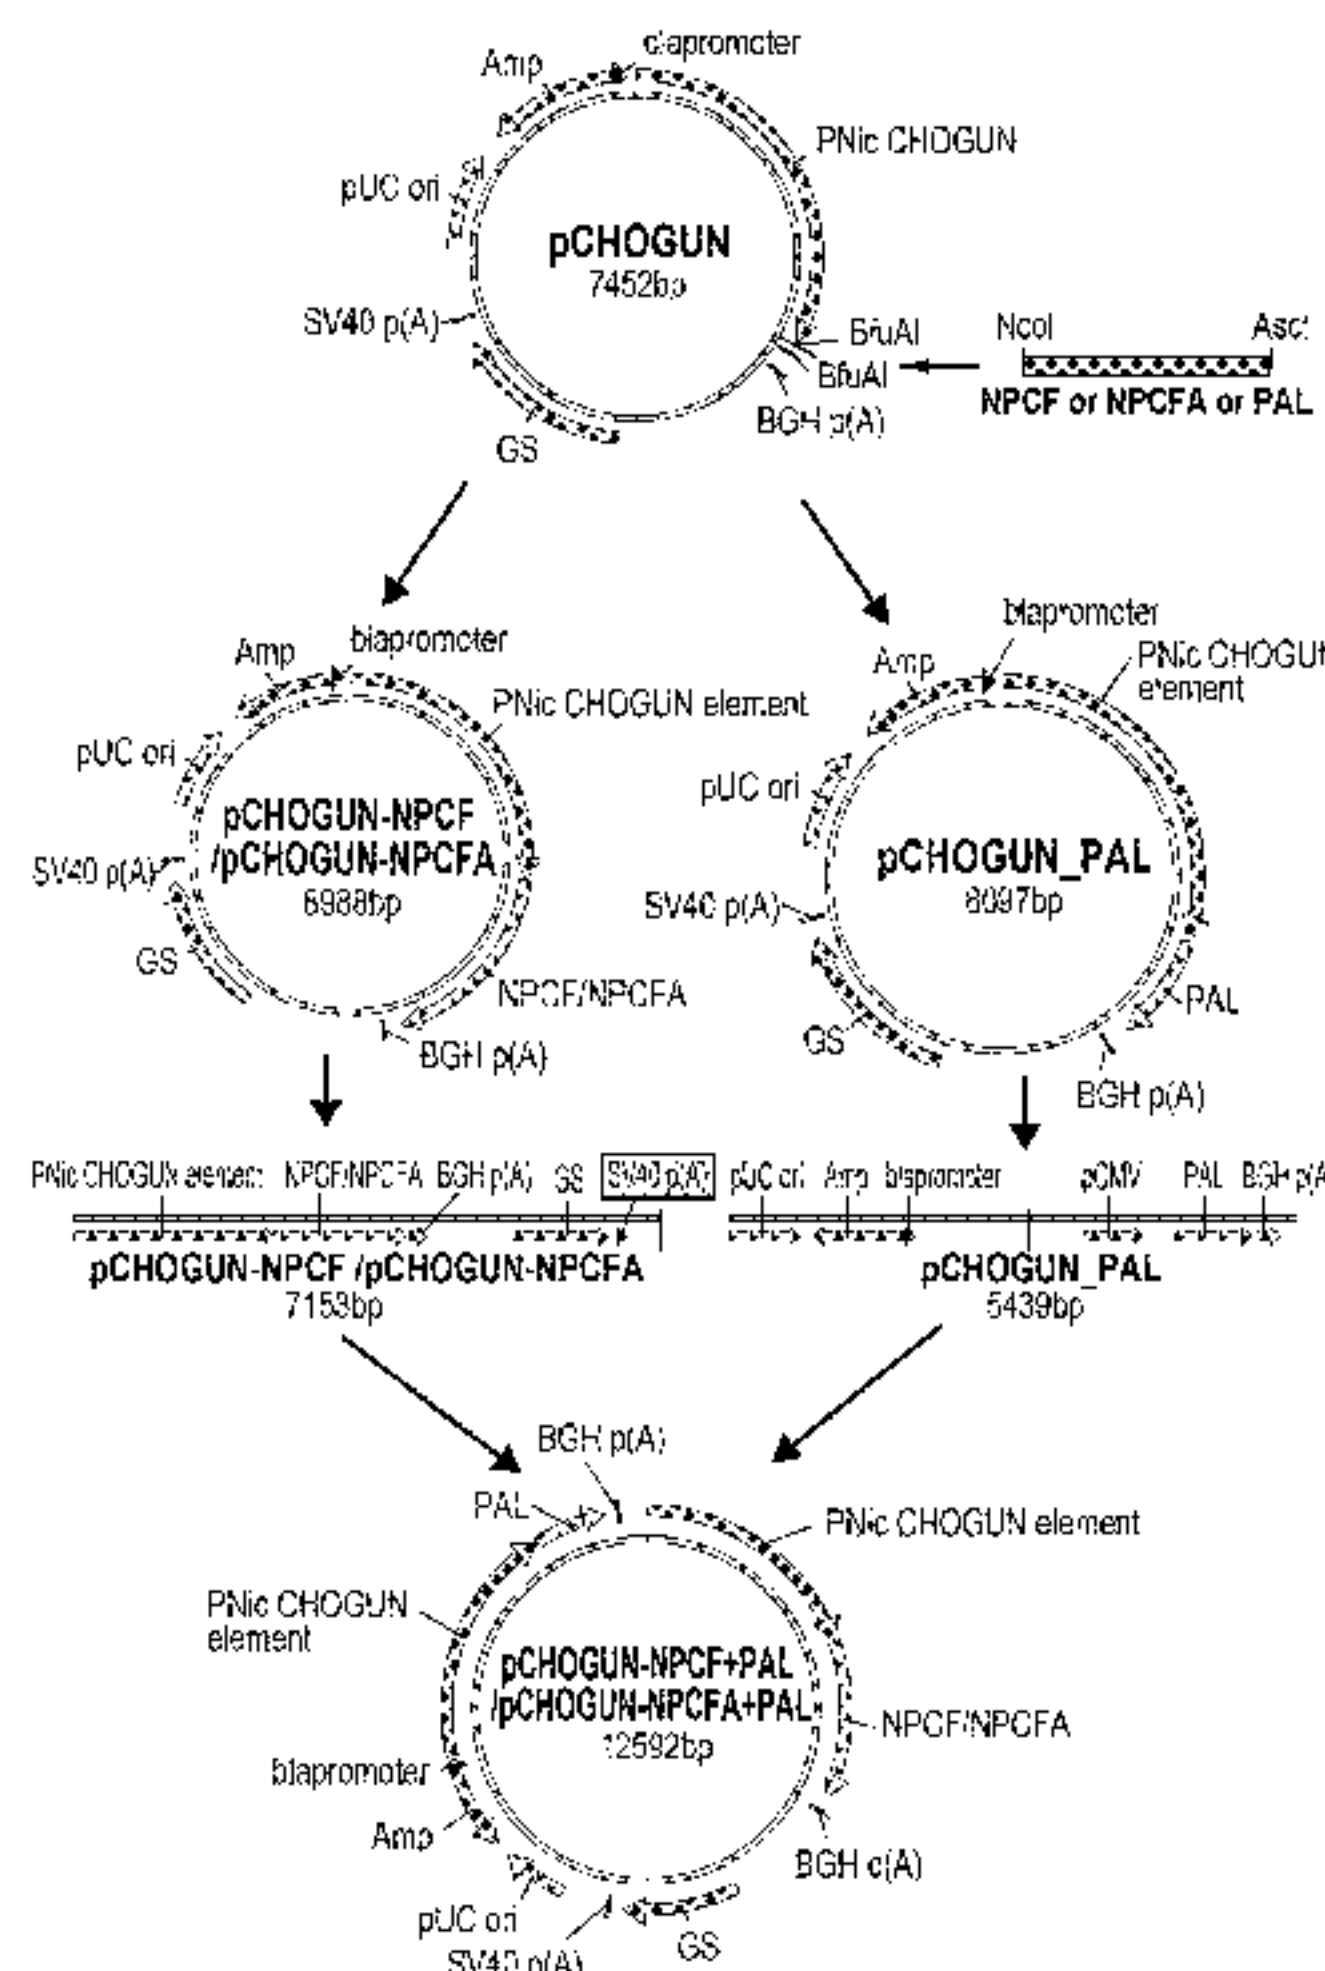 Amp
blapromoter
PNic CHOGUN
pUC ori
pCHOGUN
7452bp
SV40 p(A)
BfuAI
BfuAI
NcoI
NPCF or NPCFA or PAL
BGH p(A)
GS
Amp
blapromoter
PNic CHOGUN element
pUC ori
pCHOGUN-NPCF
/pCHOGUN-NPCFA
SV40 p(A)
GS
NPCF/NPCFA
BGH p(A)
blapromoter
Amp
PNic CHOGUN
element
pUC ori
pCHOGUN_PAL
8097bp
SV40 p(A)
GS
PAL
BGH p(A)
PNic CHOGUN element
NPCF/NPCFA
BGH p(A)
GS
SV40 p(A)
pCHOGUN-NPCF /pCHOGUN-NPCFA
7153bp
pUC ori
Amp
blapromoter
pCMV
PAL
BGH p(A
pCHOGUN_PAL
5439bp
BGH p(A)
PAL
PNic CHOGUN element
PNic CHOGUN
element
pCHOGUN-NPCF+PAL
/pCHOGUN-NPCFA+PAL
12592bp
NPCF/NPCFA
blapromoter
Amp
BGH p(A)
pUC ori
SV40 p(A)
GS